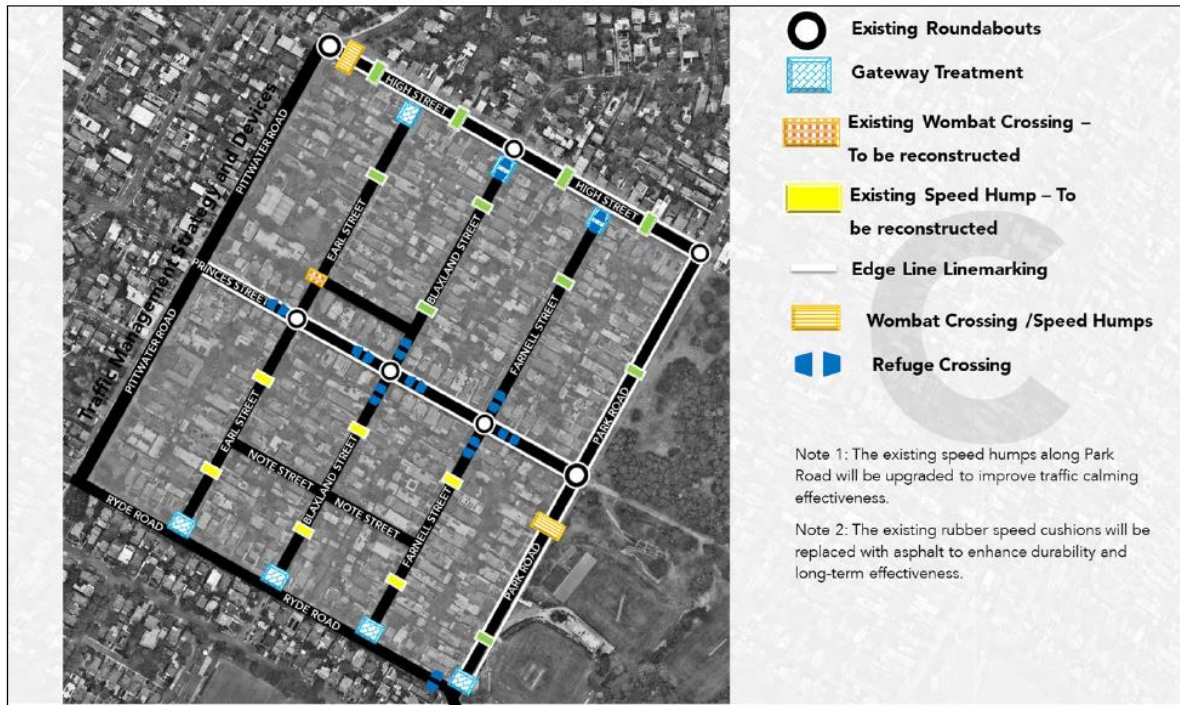 Existing Roundabouts
Gateway Treatment
Existing Wombat Crossing –
To be reconstructed
Existing Speed Hump – To
be reconstructed
Edge Line Linemarking
Wombat Crossing /Speed Humps
Refuge Crossing
Note 1: The existing speed humps along Park
Road will be upgraded to improve traffic calming
effectiveness.
Note 2: The existing rubber speed cushions will be
replaced with asphalt to enhance durability and
long-term effectiveness.
C
Traffic Management Strategy and Devices
PITTWATER ROAD
PITTWATER ROAD
HIGH STREET
HIGH STREET
EARL STREET
BLAXLAND STREET
FARNELL STREET
PRINCES STREET
PARK ROAD
EARL STREET
NOTE STREET
BLAXLAND STREET
NOTE STREET
FARNELL STREET
PARK ROAD
RYDE ROAD
RYDE ROAD